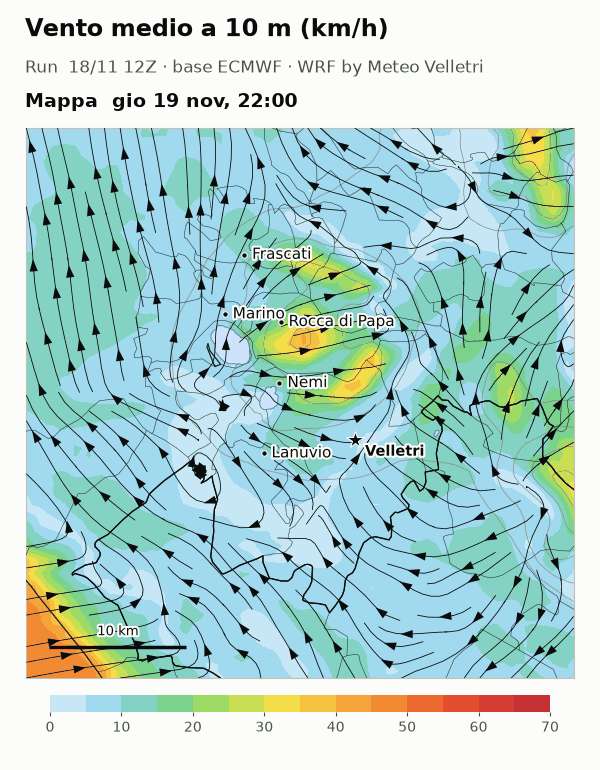 Vento medio a 10 m (km/h)
Run  18/11 12Z · base ECMWF · WRF by Meteo Velletri
Mappa  gio 19 nov, 22:00
Frascati
Marino
Rocca di Papa
Nemi
Velletri
Lanuvio
10 km
0 10 20 30 40 50 60 70